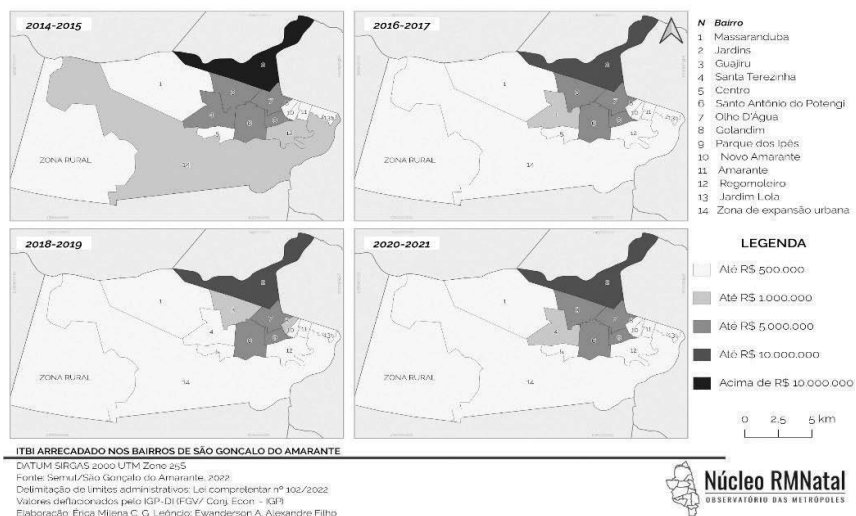 2014-2015
2016-2017
N Bairro
1 Massaranduba
2 Jardins
3 Guajiru
4 Santa Terezinha
5 Centro
6 Santo Antônio do Potengi
7 Olho D'Água
8 Golandim
9 Parque dos Ipês
10 Novo Amarante
11 Amarante
12 Regomoleiro
13 Jardim Lola
14 Zona de expansão urbana
ZONA RURAL
14
ZONA RURAL
14
2018-2019
2020-2021
ZONA RURAL
14
ZONA RURAL
14
LEGENDA
Até R$ 500.000
Até R$ 1.000.000
Até R$ 5.000.000
Até R$ 10.000.000
Acima de R$ 10.000.000
0 2,5 5 km
ITBI ARRECADADO NOS BAIRROS DE SÃO GONÇALO DO AMARANTE
DATUM SIRGAS 2000 UTM Zone 25S
Fonte: Semut/São Gonçalo do Amarante, 2022
Delimitação de limites administrativos: Lei complentar nº 102/2022
Valores deflacionados pelo IGP-DI (FGV/ Conj. Econ. - IGP)
Elaboração: Érica Milena C. G. Leôncio; Ewanderson A. Alexandre Filho
Núcleo RMNatal
OBSERVATÓRIO DAS METRÓPOLES